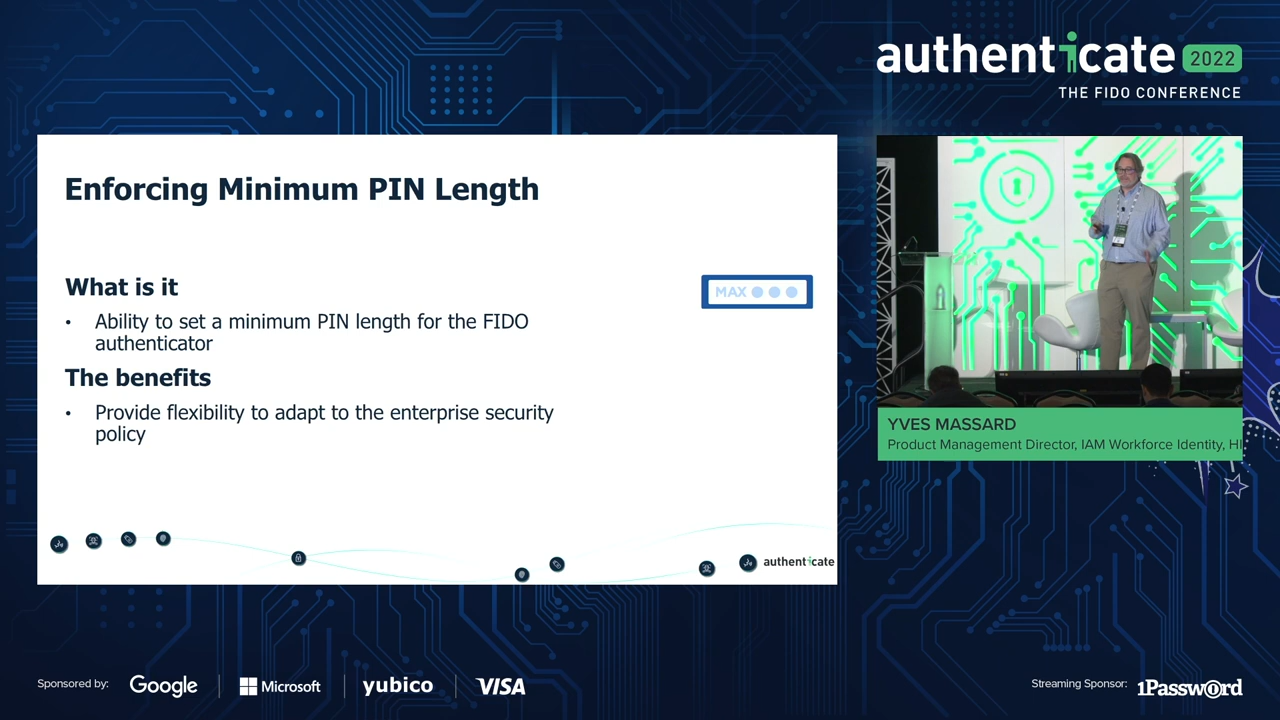 authenticate 2022
THE FIDO CONFERENCE
Enforcing Minimum PIN Length
What is it
• Ability to set a minimum PIN length for the FIDO
authenticator
The benefits
• Provide flexibility to adapt to the enterprise security
policy
MAX
authenticate
YVES MASSARD
Product Management Director, IAM Workforce Identity, HI
Sponsored by:
Google
Microsoft
yubico
VISA
Streaming Sponsor:
1Password